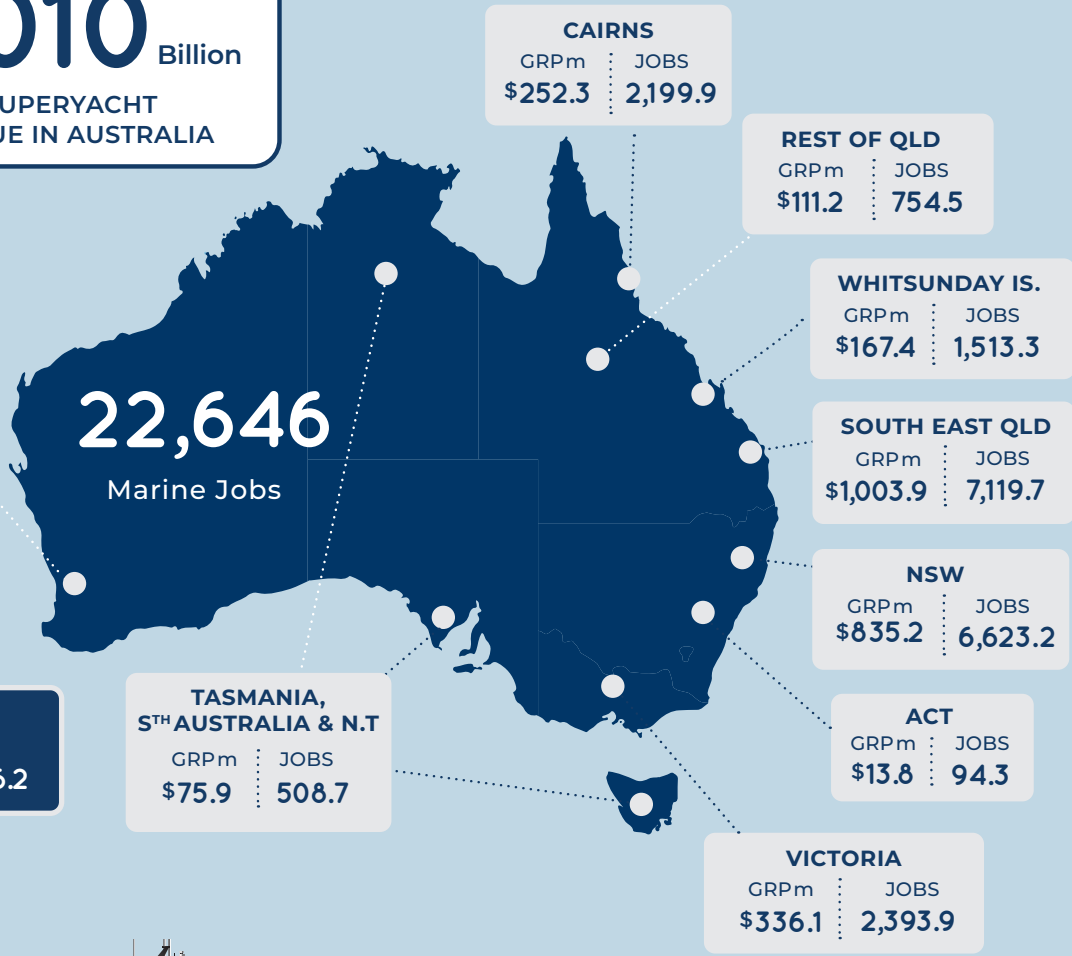 010 Billion
UPERYACHT
UE IN AUSTRALIA
CAIRNS
GRPm JOBS
$252.3 2,199.9
REST OF QLD
GRPm JOBS
$111.2 754.5
WHITSUNDAY IS.
GRPm JOBS
$167.4 1,513.3
SOUTH EAST QLD
GRPm JOBS
$1,003.9 7,119.7
22,646
Marine Jobs
NSW
GRPm JOBS
$835.2 6,623.2
TASMANIA,
STH AUSTRALIA & N.T
GRPm JOBS
$75.9 508.7
ACT
GRPm JOBS
$13.8 94.3
6.2
VICTORIA
GRPm JOBS
$336.1 2,393.9